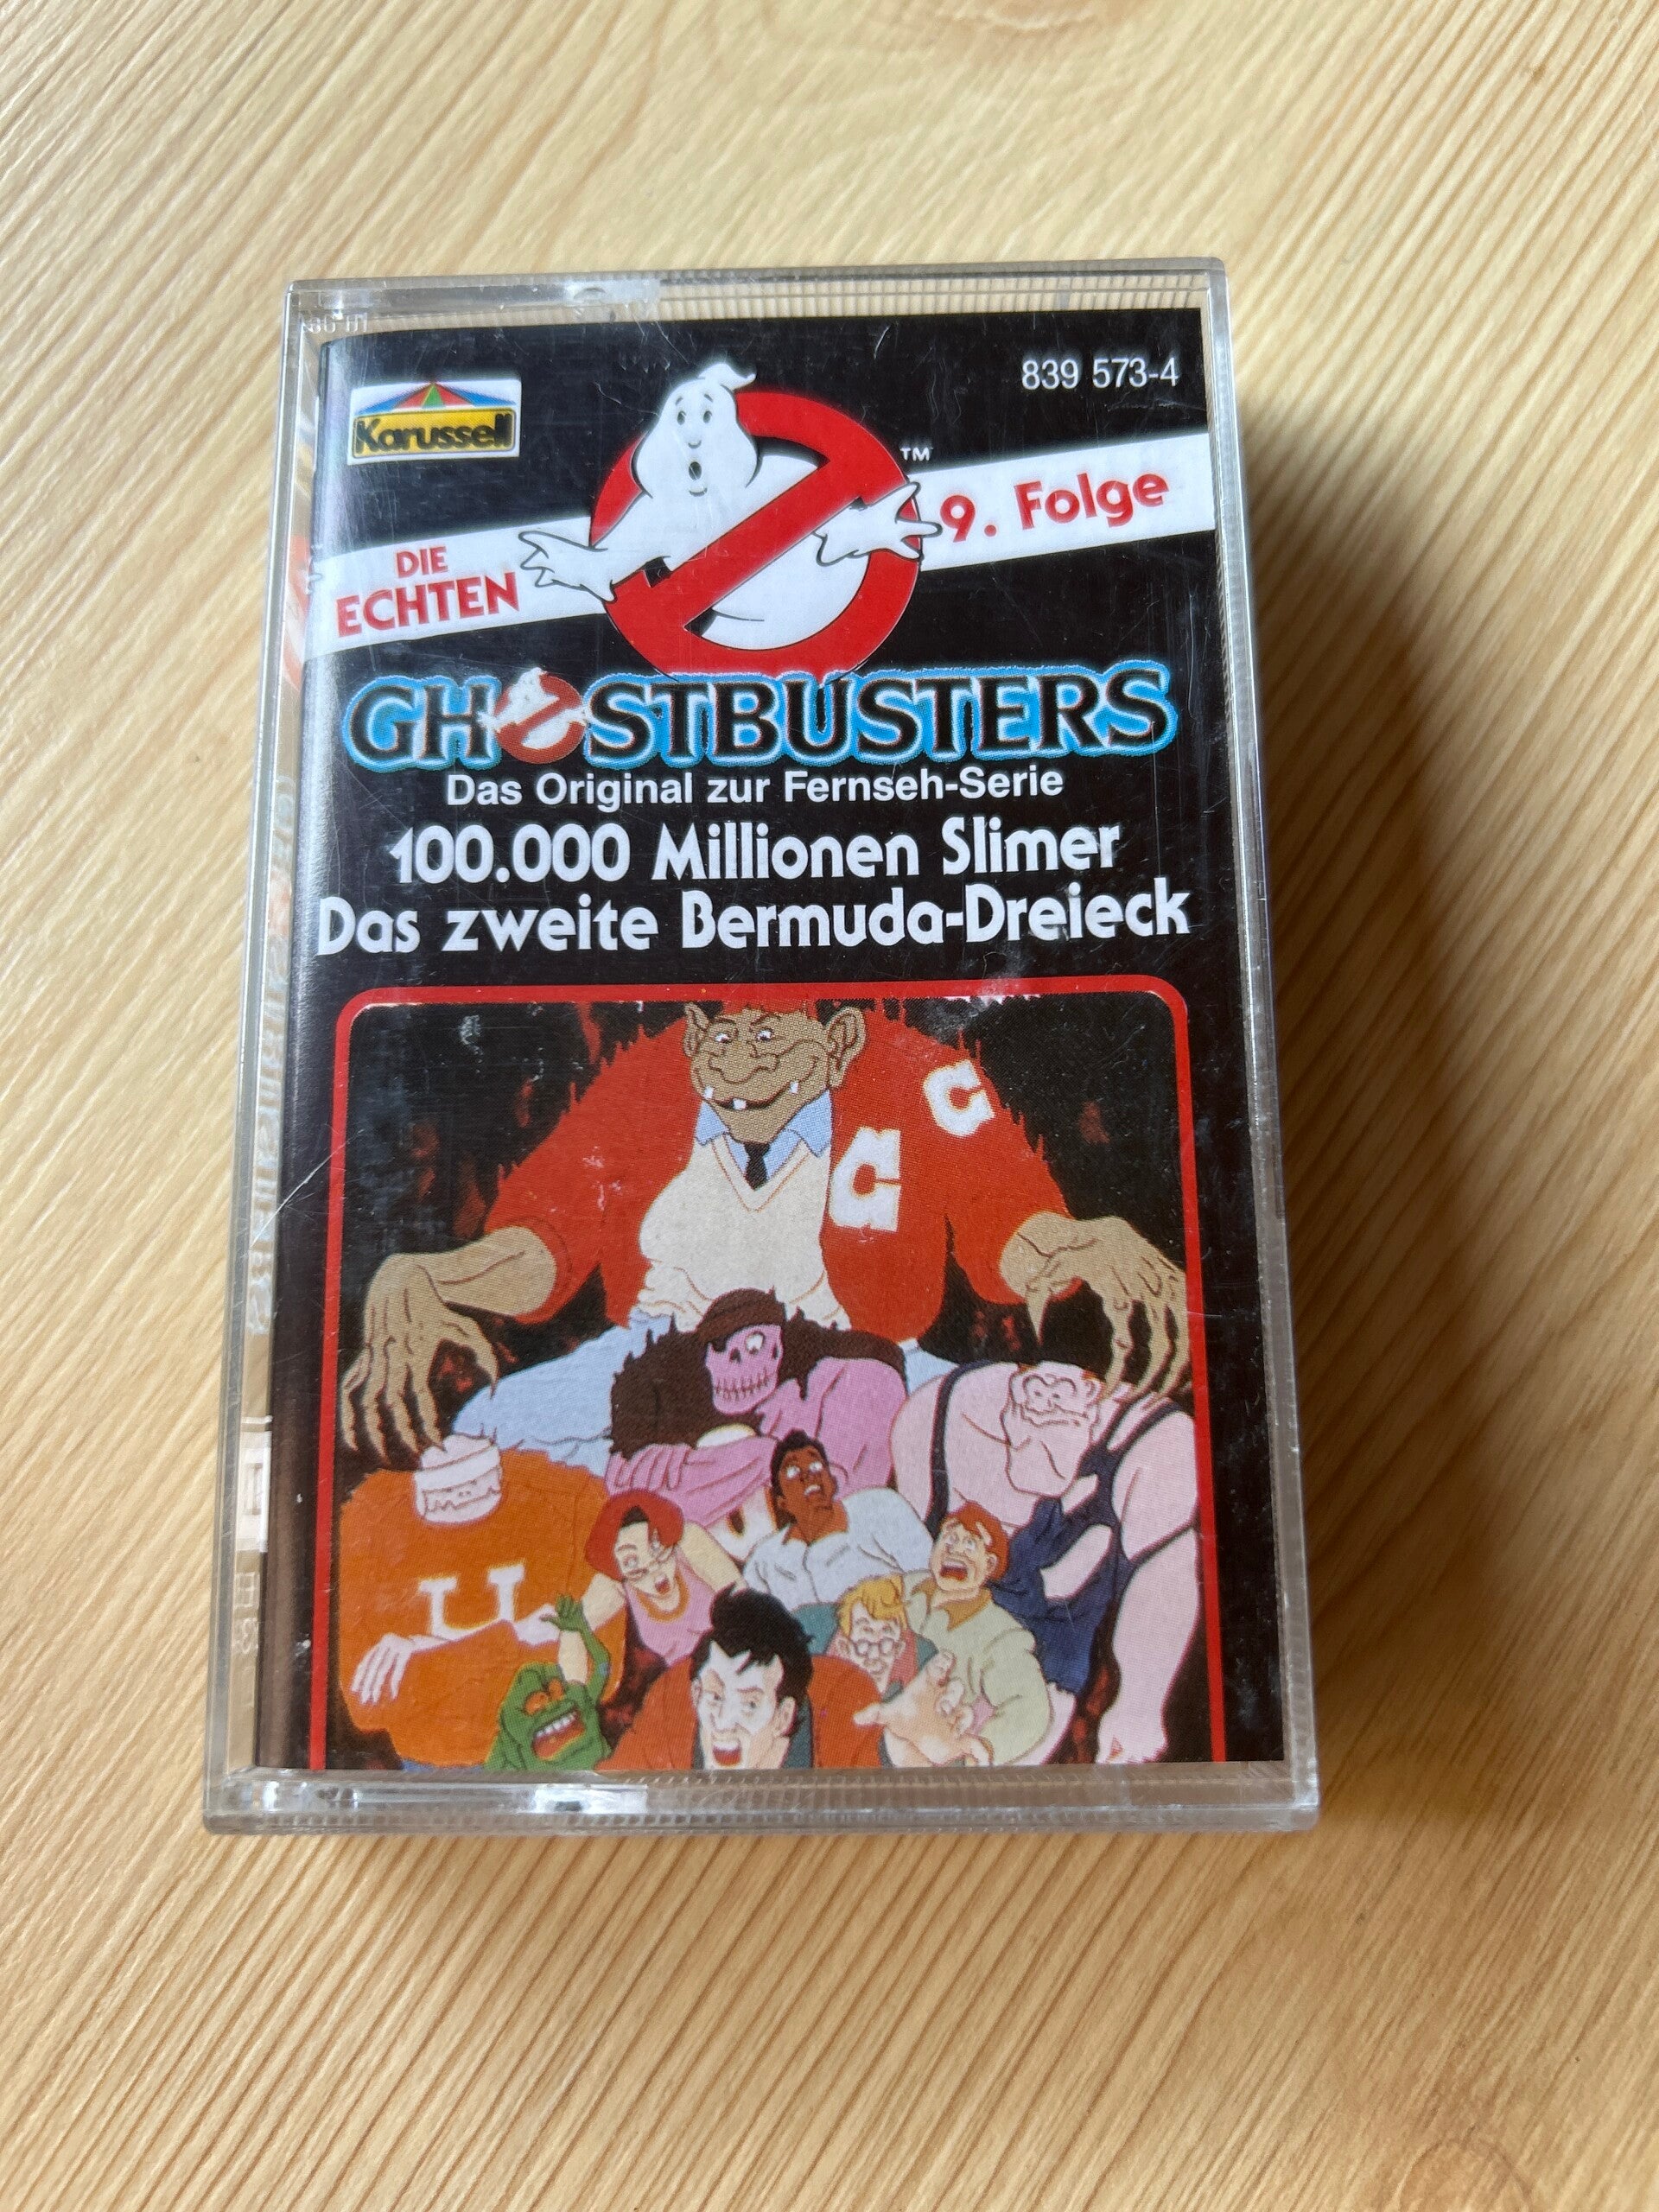 Karussell
839 573-4
TM
DIE
ECHTEN
9. Folge
GHOSTBUSTERS
Das Original zur Fernseh-Serie
100.000 Millionen Slimer
Das zweite Bermuda-Dreieck
C
C
U